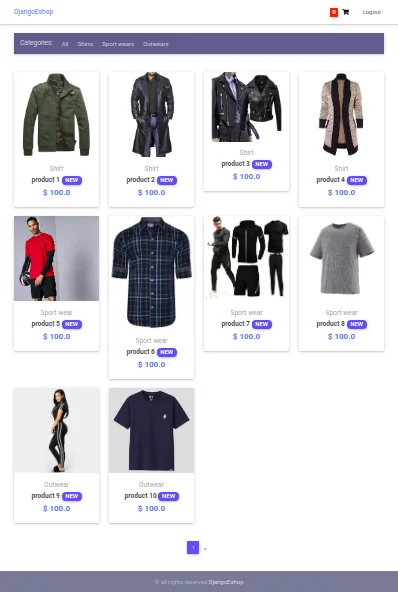 DjangoEshop
0
Logout
Categories: All Shirts Sport wears Outwears
Shirt
product 1 NEW
$ 100.0
Shirt
product 2 NEW
$ 100.0
Shirt
product 3 NEW
$ 100.0
Shirt
product 4 NEW
$ 100.0
Sport wear
product 5 NEW
$ 100.0
Sport wear
product 6 NEW
$ 100.0
Sport wear
product 7 NEW
$ 100.0
Sport wear
product 8 NEW
$ 100.0
Outwear
product 9 NEW
$ 100.0
Outwear
product 10 NEW
$ 100.0
1 »
© all rights reserved DjangoEshop